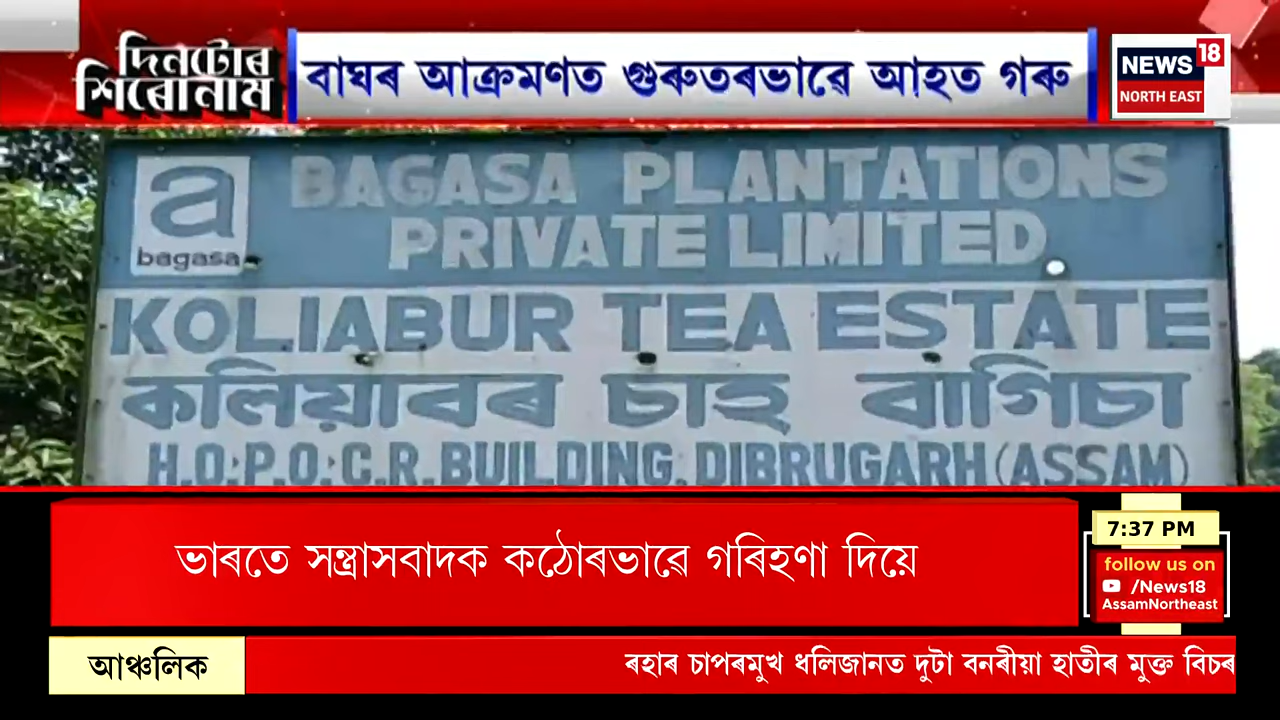 দিনটোৰ
শিৰোনাম
বাঘৰ আক্ৰমণত গুৰুতৰভাৱে আহত গৰু
NEWS 18
NORTH EAST
a
bagasa
BAGASA PLANTATIONS
PRIVATE LIMITED
KOLIABUR TEA ESTATE
কলিয়াবৰ চাহ বাগিচা
H.O:P.O:C.R.BUILDING, DIBRUGARH (ASSAM)
ভাৰতে সন্ত্ৰাসবাদক কঠোৰভাৱে গৰিহণা দিয়ে
7:37 PM
follow us on
/News18
AssamNortheast
আঞ্চলিক
ৰহাৰ চাপৰমুখ ধলিজানত দুটা বনৰীয়া হাতীৰ মুক্ত বিচৰ